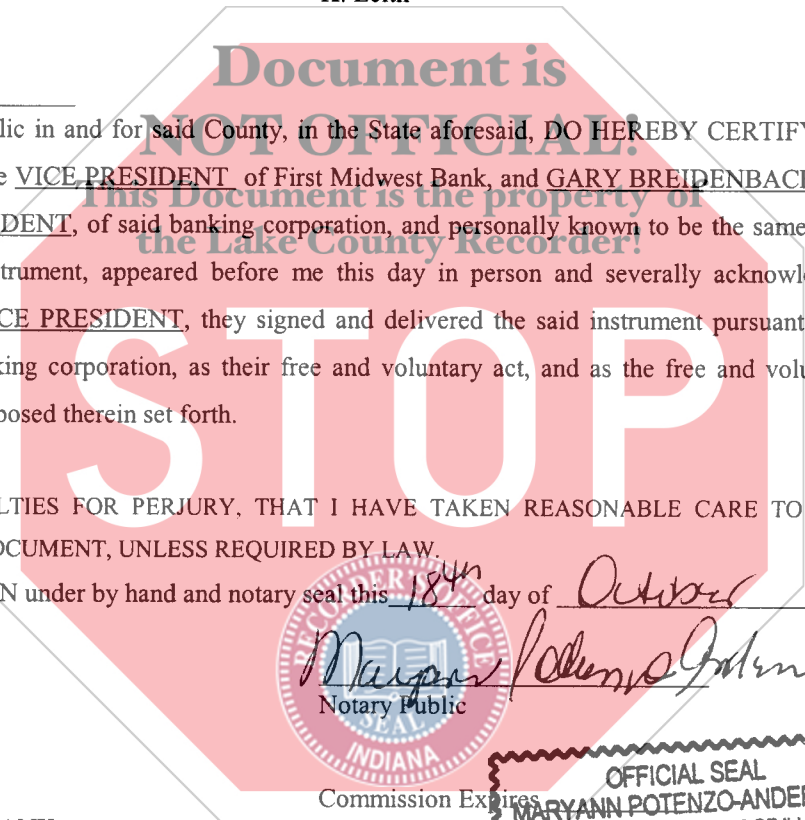 Document is
lic in and for said County, in the State aforesaid, DO HEREBY CERTIFY
NOT OFFICIAL!
e VICE PRESIDENT of First Midwest Bank, and GARY BREIDENBAC
This Document is the property of
DENT, of said banking corporation, and personally known to be the same
the Lake County Recorder!
trument, appeared before me this day in person and severally acknowl
CE PRESIDENT, they signed and delivered the said instrument pursuant
king corporation, as their free and voluntary act, and as the free and volu
posed therein set forth.
STOP
LTIES FOR PERJURY, THAT I HAVE TAKEN REASONABLE CARE TO
OCUMENT, UNLESS REQUIRED BY LAW.
N under by hand and notary seal this 18th day of October
RECORDER'S OFFICE
Maryann
Notary Public
SEAL
INDIANA
OFFICIAL SEAL
Commission Expires
MARYANN POTENZO-ANDER